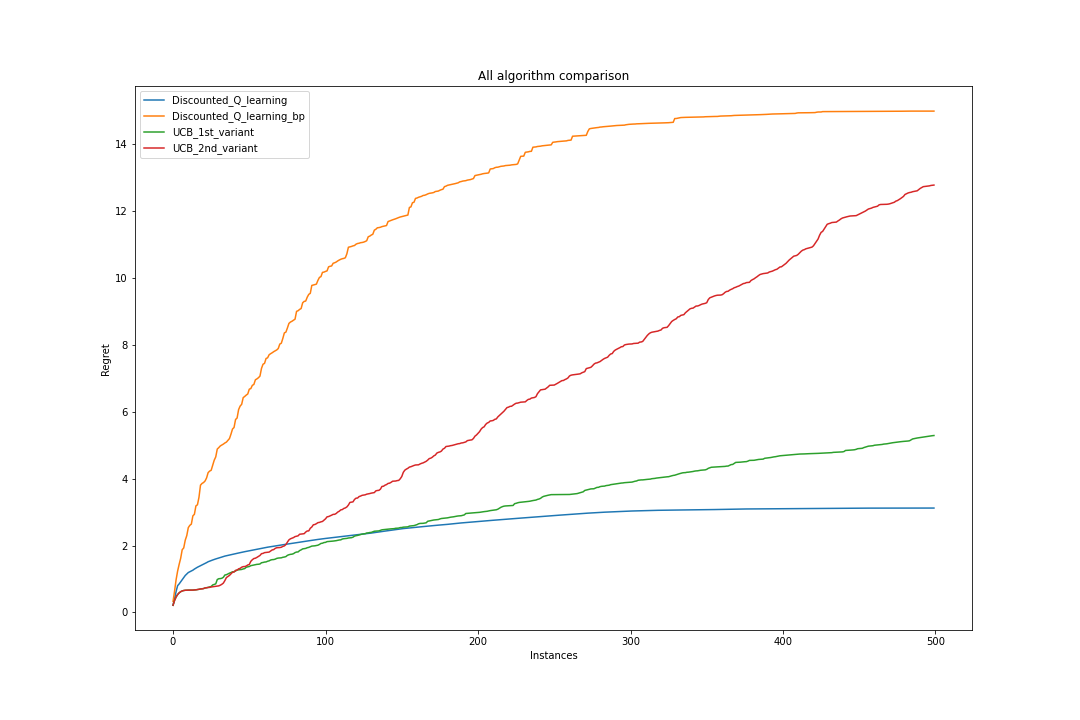 All algorithm comparison
Discounted_Q_learning
Discounted_Q_learning_bp
UCB_1st_variant
UCB_2nd_variant
Regret
14
12
10
8
6
4
2
0
0 100 200 300 400 500
Instances